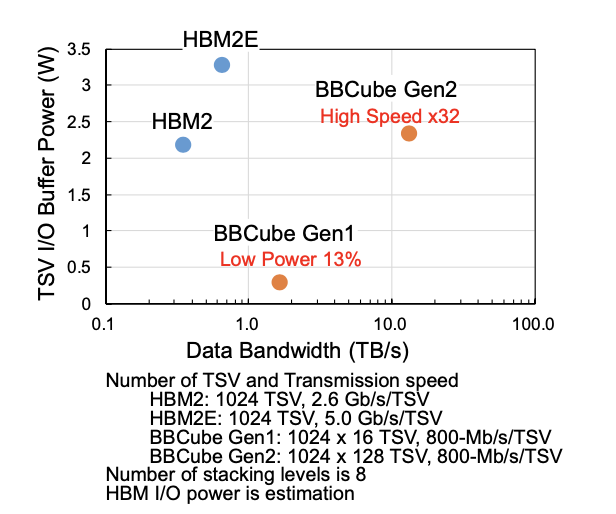 HBM2E
3.5
3
2.5
2
1.5
1
0.5
0
TSV I/O Buffer Power (W)
BBCube Gen2
High Speed x32
HBM2
BBCube Gen1
Low Power 13%
0.1
1.0
10.0
100.0
Data Bandwidth (TB/s)
Number of TSV and Transmission speed
HBM2: 1024 TSV, 2.6 Gb/s/TSV
HBM2E: 1024 TSV, 5.0 Gb/s/TSV
BBCube Gen1: 1024 x 16 TSV, 800-Mb/s/TSV
BBCube Gen2: 1024 x 128 TSV, 800-Mb/s/TSV
Number of stacking levels is 8
HBM I/O power is estimation